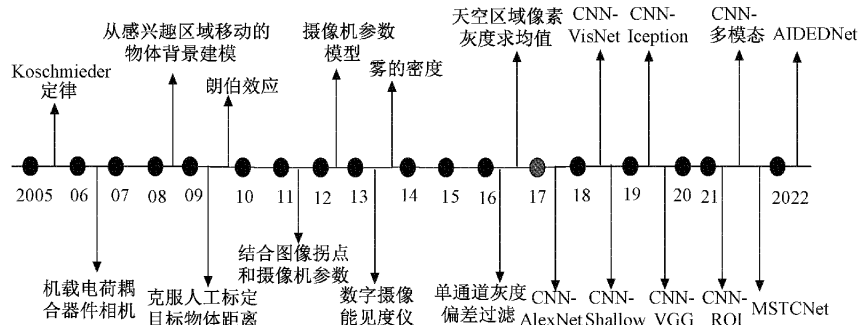 Koschmieder
定律
从感兴趣区域移动的
物体背景建模
朗伯效应
摄像机参数
模型
雾的密度
天空区域像素
灰度求均值
CNN-
VisNet
CNN-
Iception
CNN-
多模态
AIDEDNet
2005 06 07 08 09 10 11 12 13 14 15 16 17 18 19 20 21 2022
机载电荷耦
合器件相机
克服人工标定
目标物体距离
结合图像拐点
和摄像机参数
数字摄像
能见度仪
单通道灰度
偏差过滤
CNN-
AlexNet
CNN-
Shallow
CNN-
VGG
CNN-
ROI
MSTCNet